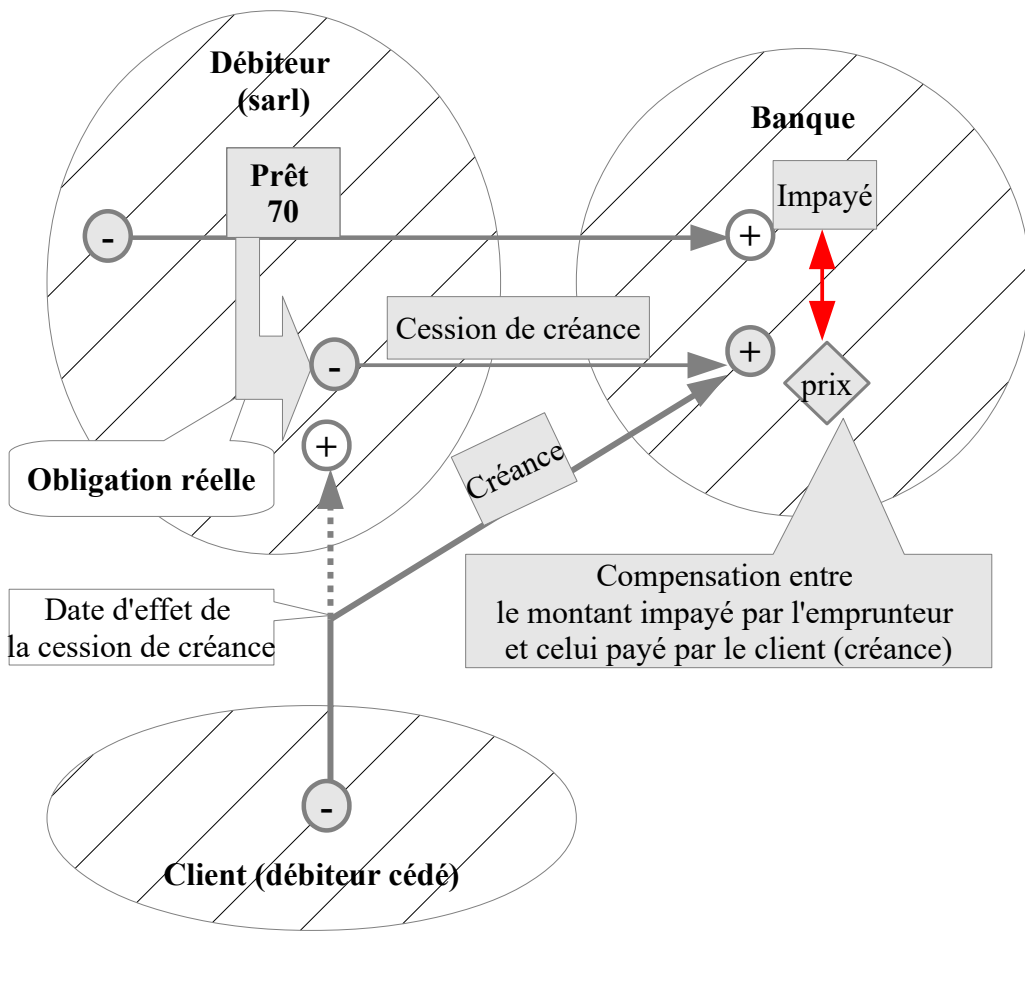 Débiteur
(sarl)
Banque
Prêt
70
Impayé
-
+
Cession de créance
-
+
prix
+
Créance
Obligation réelle
Date d'effet de
la cession de créance
Compensation entre
le montant impayé par l'emprunteur
et celui payé par le client (créance)
-
Client (débiteur cédé)